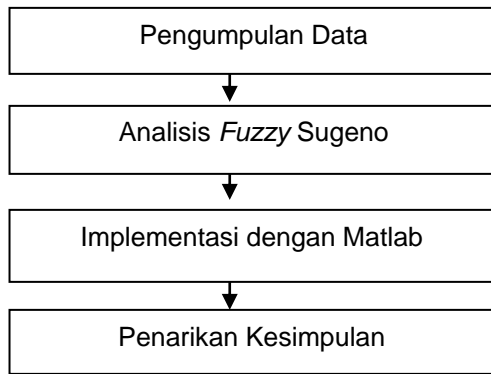 Pengumpulan Data
Analisis Fuzzy Sugeno
Implementasi dengan Matlab
Penarikan Kesimpulan